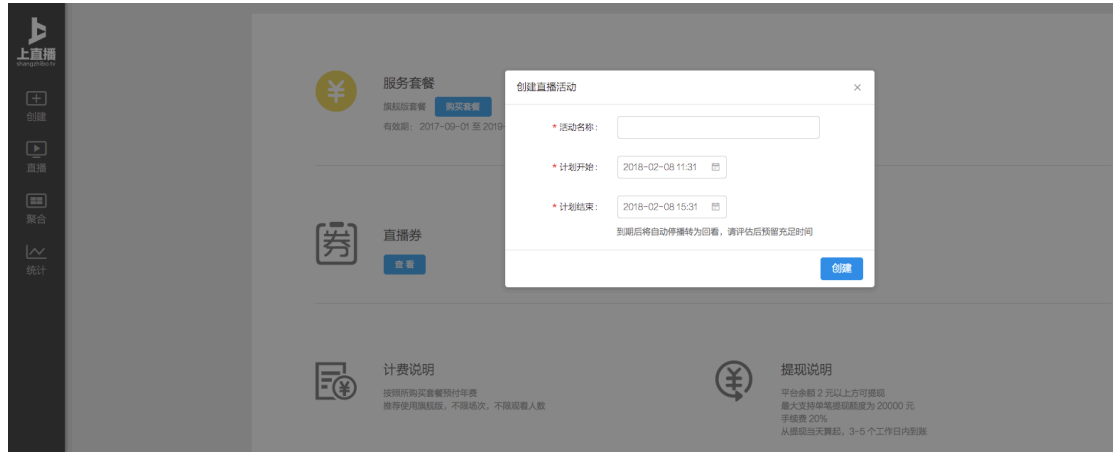 上直播
shangzhibo.tv
创建
直播
聚合
统计
服务套餐
旗舰版套餐 购买套餐
有效期： 2017-09-01 至 2019-
直播券
查看
计费说明
按照所购买套餐预付年费
推荐使用旗舰版，不限场次，不限观看人数
提现说明
平台余额 2 元以上方可提现
最大支持单笔提现额度为 20000 元
手续费 20%
从提现当天算起，3-5 个工作日内到账
创建直播活动
* 活动名称：
* 计划开始： 2018-02-08 11:31
* 计划结束： 2018-02-08 15:31
到期后将自动停播转为回看，请评估后预留充足时间
创建
券